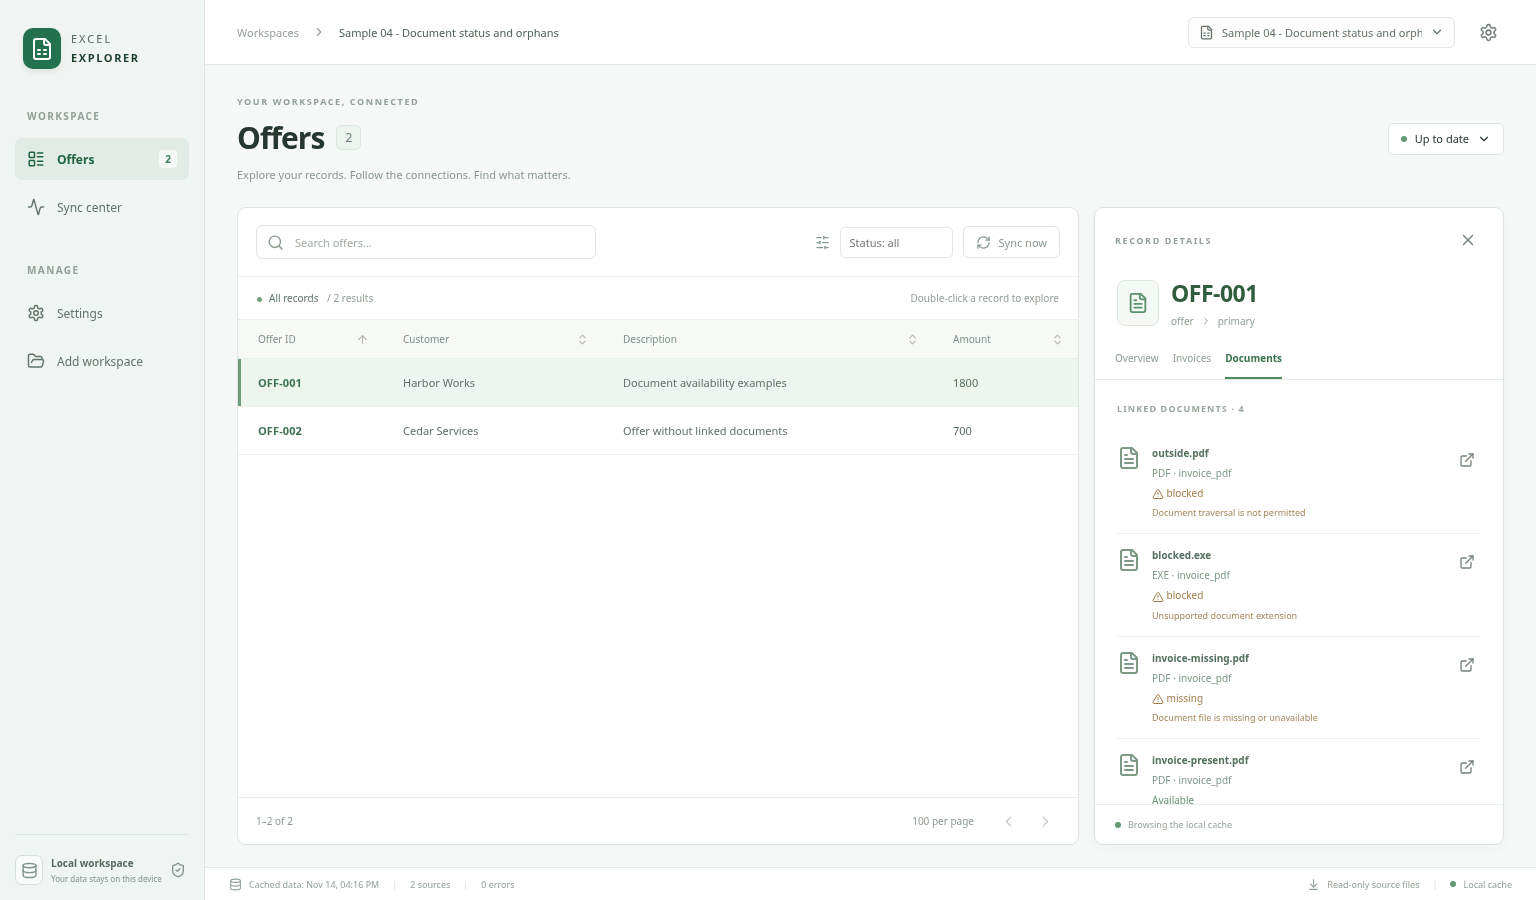 EXCEL
EXPLORER
WORKSPACE
Offers 2
Sync center
MANAGE
Settings
Add workspace
Local workspace
Your data stays on this device
Workspaces Sample 04 - Document status and orphans
Sample 04 - Document status and orph
YOUR WORKSPACE, CONNECTED
Offers 2
Explore your records. Follow the connections. Find what matters.
Up to date
Search offers...
Status: all
Sync now
All records / 2 results
Double-click a record to explore
Offer ID Customer Description Amount
OFF-001 Harbor Works Document availability examples 1800
OFF-002 Cedar Services Offer without linked documents 700
1–2 of 2
100 per page
RECORD DETAILS
OFF-001
offer primary
Overview Invoices Documents
LINKED DOCUMENTS · 4
outside.pdf
PDF · invoice_pdf
blocked
Document traversal is not permitted
blocked.exe
EXE · invoice_pdf
blocked
Unsupported document extension
invoice-missing.pdf
PDF · invoice_pdf
missing
Document file is missing or unavailable
invoice-present.pdf
PDF · invoice_pdf
Available
Browsing the local cache
Cached data: Nov 14, 04:16 PM | 2 sources | 0 errors
Read-only source files | Local cache